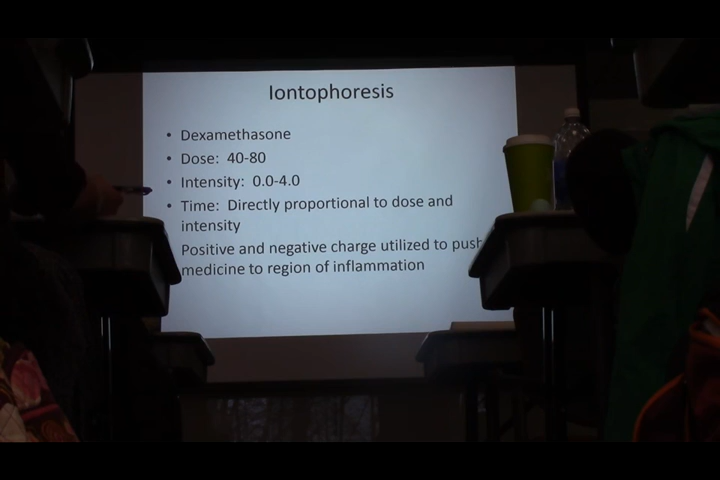 Iontophoresis
• Dexamethasone
• Dose: 40-80
• Intensity: 0.0-4.0
• Time: Directly proportional to dose and
intensity
Positive and negative charge utilized to push
medicine to region of inflammation